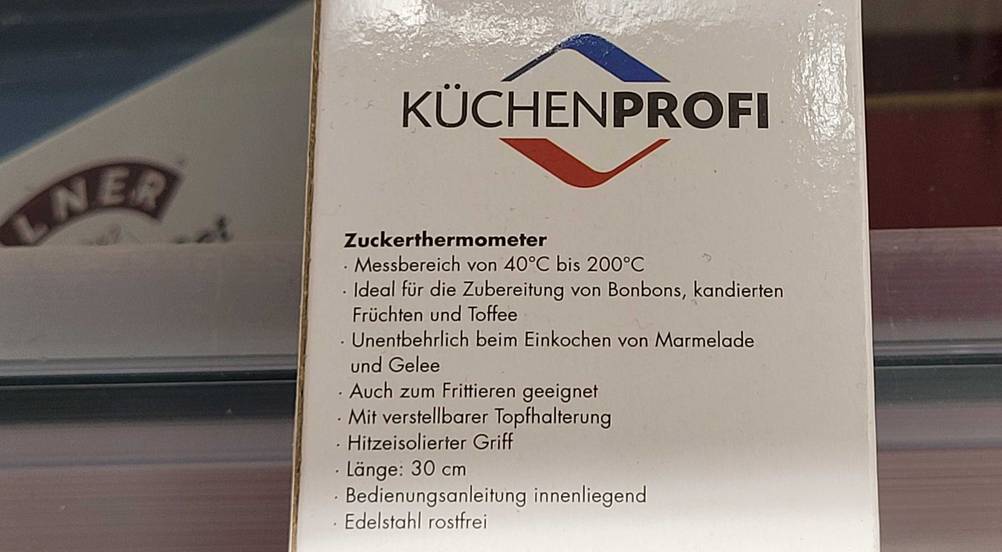 KÜCHENPROFI
LNER
Zuckerthermometer
· Messbereich von 40°C bis 200°C
· Ideal für die Zubereitung von Bonbons, kandierten
Früchten und Toffee
· Unentbehrlich beim Einkochen von Marmelade
und Gelee
· Auch zum Frittieren geeignet
· Mit verstellbarer Topfhalterung
· Hitzeisolierter Griff
· Länge: 30 cm
· Bedienungsanleitung innenliegend
· Edelstahl rostfrei